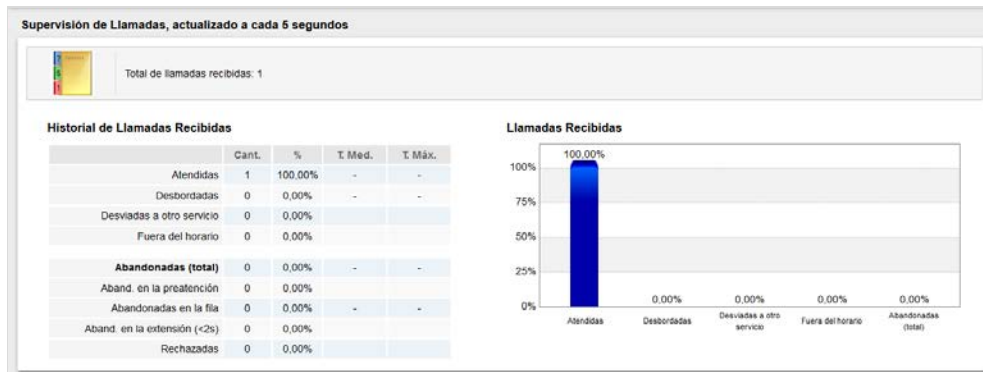 Supervisión de Llamadas, actualizado a cada 5 segundos
Total de llamadas recibidas: 1
Historial de Llamadas Recibidas
Cant. % T. Med. T. Máx.
Atendidas 1 100,00% - -
Desbordadas 0 0,00% - -
Desviadas a otro servicio 0 0,00%
Fuera del horario 0 0,00%
Abandonadas (total) 0 0,00% - -
Aband. en la preatención 0 0,00%
Abandonadas en la fila 0 0,00% - -
Aband. en la extensión (<2s) 0 0,00%
Rechazadas 0 0,00%
Llamadas Recibidas
100,00%
100%
75%
50%
25%
0,00% 0,00% 0,00% 0,00%
0%
Atendidas Desbordadas Desviadas a otro servicio Fuera del horario Abandonadas (total)